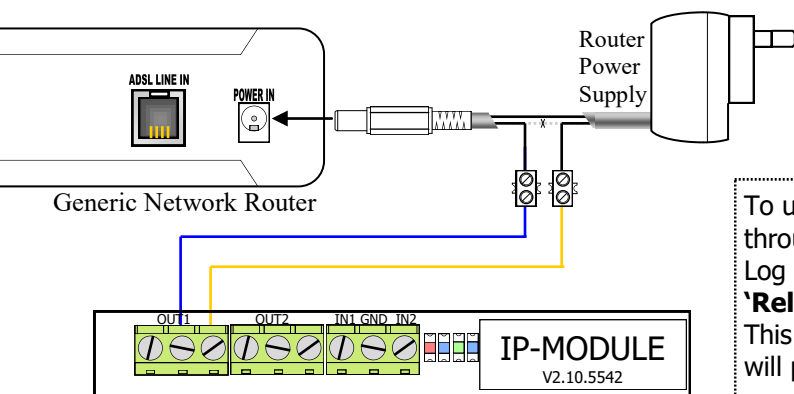 Router
Power
Supply
ADSL LINE IN
POWER IN
Generic Network Router
To u
throu
Log
‘Rel
This
will p
OUT1 OUT2 IN1 GND IN2
IP-MODULE
V2.10.5542